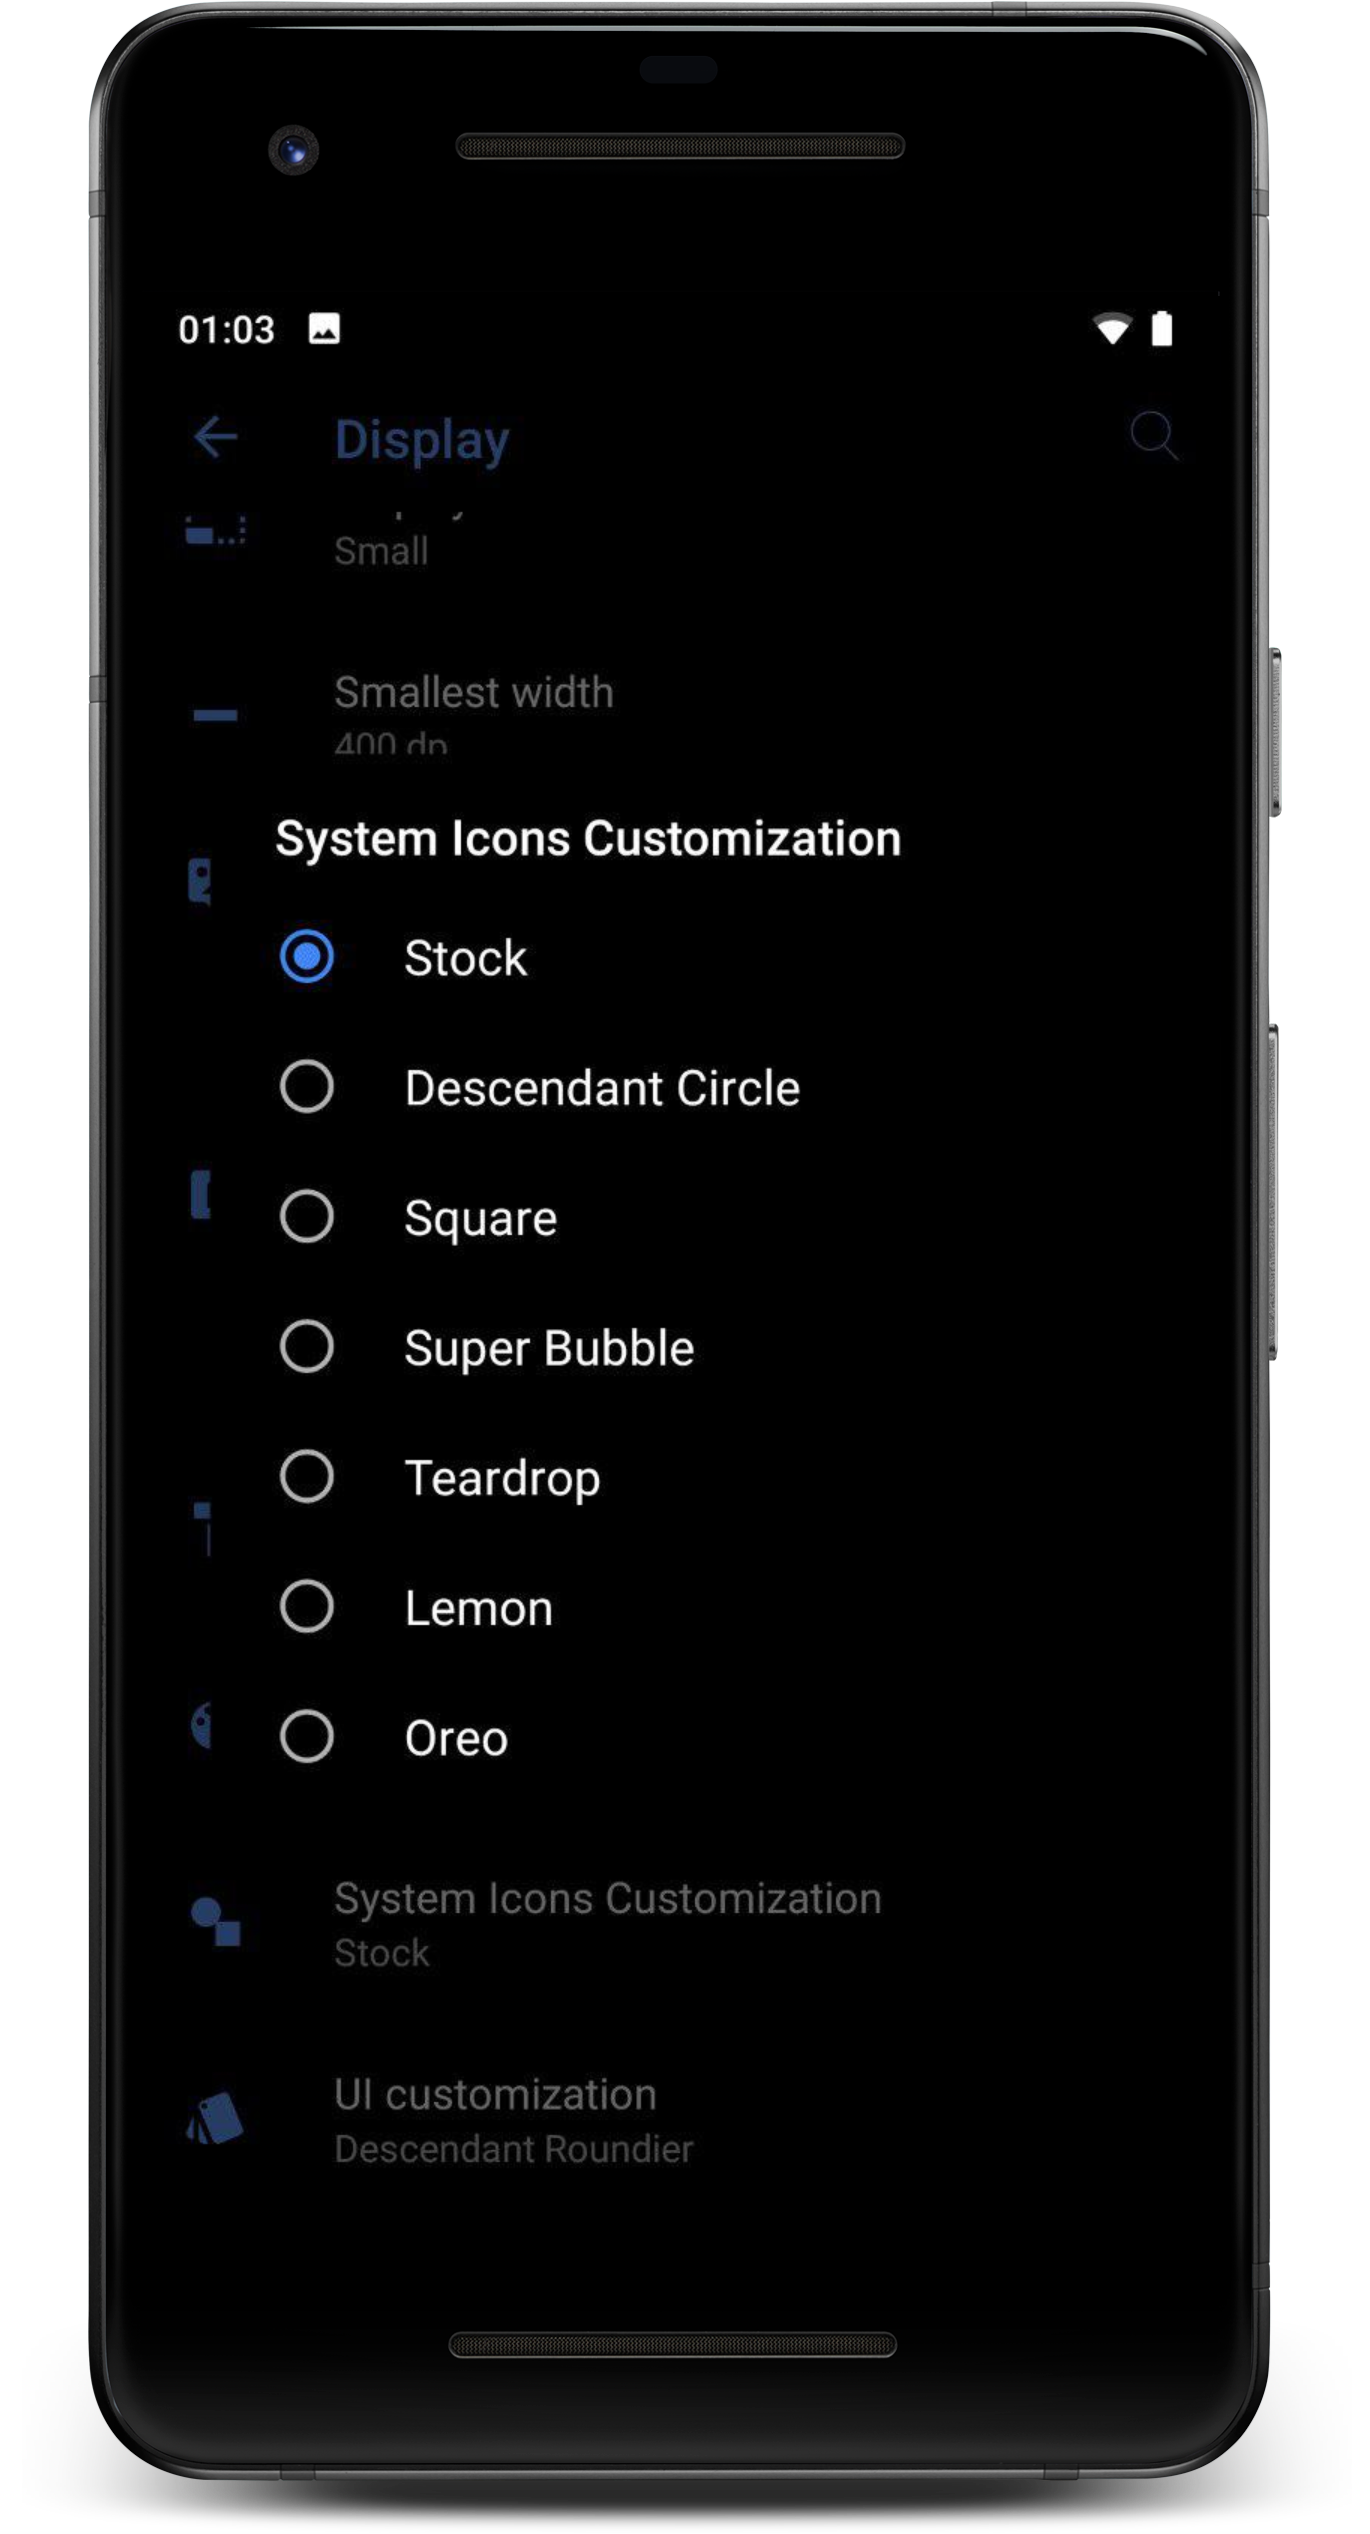 01:03
Display
Small
Smallest width
400 dp
System Icons Customization
Stock
Descendant Circle
Square
Super Bubble
Teardrop
Lemon
Oreo
System Icons Customization
Stock
UI customization
Descendant Roundier